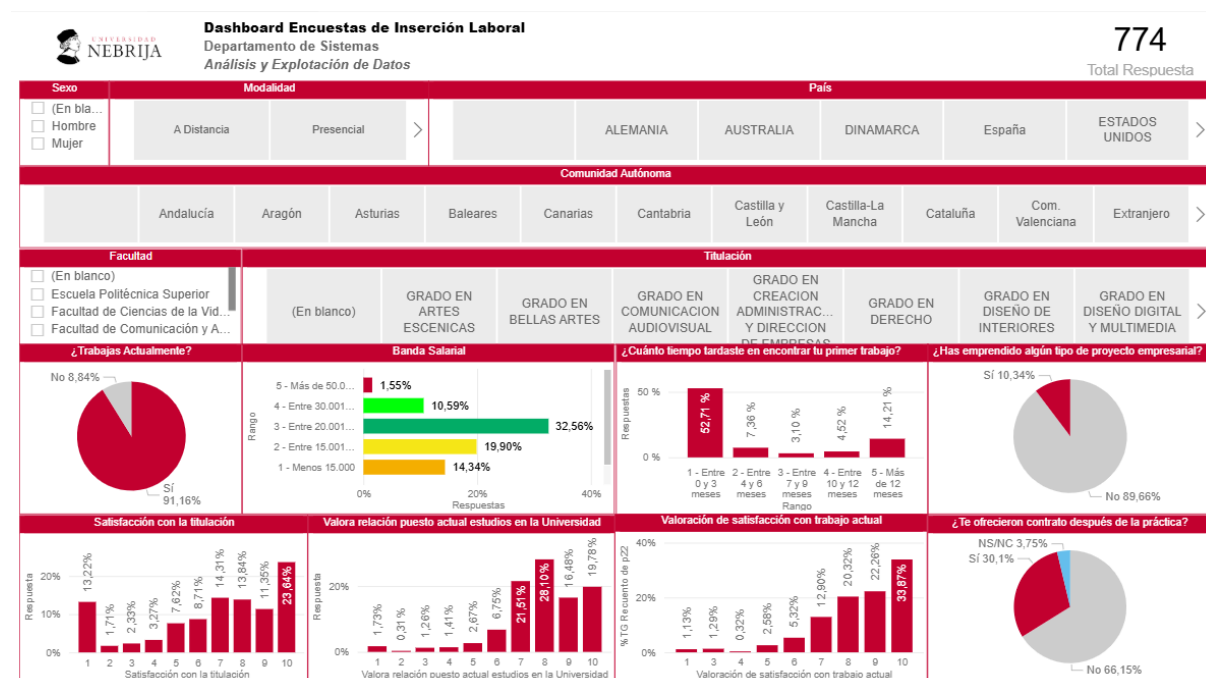 UNIVERSIDAD
NEBRIJA
Dashboard Encuestas de Inserción Laboral
Departamento de Sistemas
Análisis y Explotación de Datos
774
Total Respuesta
Sexo
(En bla...
Hombre
Mujer
Modalidad
A Distancia
Presencial
País
ALEMANIA
AUSTRALIA
DINAMARCA
España
ESTADOS
UNIDOS
Comunidad Autónoma
Andalucía
Aragón
Asturias
Baleares
Canarias
Cantabria
Castilla y
León
Castilla-La
Mancha
Cataluña
Com.
Valenciana
Extranjero
Facultad
(En blanco)
Escuela Politécnica Superior
Facultad de Ciencias de la Vid...
Facultad de Comunicación y A...
Titulación
(En blanco)
GRADO EN
ARTES
ESCENICAS
GRADO EN
BELLAS ARTES
GRADO EN
COMUNICACION
AUDIOVISUAL
GRADO EN
CREACION
ADMINISTRAC...
Y DIRECCION
DE EMPRESAS
GRADO EN
DERECHO
GRADO EN
DISEÑO DE
INTERIORES
GRADO EN
DISEÑO DIGITAL
Y MULTIMEDIA
¿Trabajas Actualmente?
No 8,84%
Sí
91,16%
Banda Salarial
Rango
5 - Más de 50.0...
1,55%
4 - Entre 30.001...
10,59%
3 - Entre 20.001...
32,56%
2 - Entre 15.001...
19,90%
1 - Menos 15.000
14,34%
0%
20%
40%
Respuestas
¿Cuánto tiempo tardaste en encontrar tu primer trabajo?
Respuestas
50 %
0 %
52,71 %
7,36 %
3,10 %
4,52 %
14,21 %
1 - Entre
0 y 3
meses
2 - Entre
4 y 6
meses
3 - Entre
7 y 9
meses
4 - Entre
10 y 12
meses
5 - Más
de 12
meses
Rango
¿Has emprendido algún tipo de proyecto empresarial?
Sí 10,34%
No 89,66%
Satisfacción con la titulación
Respuesta
20%
10%
0%
13,22%
1,71%
2,33%
3,27%
7,62%
8,71%
14,31%
13,84%
11,35%
23,64%
1 2 3 4 5 6 7 8 9 10
Satisfacción con la titulación
Valora relación puesto actual estudios en la Universidad
Respuesta
20%
0%
1,73%
0,31%
1,26%
1,41%
2,67%
6,75%
21,51%
28,10%
16,48%
19,78%
1 2 3 4 5 6 7 8 9 10
Valora relación puesto actual estudios en la Universidad
Valoración de satisfacción con trabajo actual
%TG Recuento de p22
40%
20%
0%
1,13%
1,29%
0,32%
2,58%
5,32%
12,90%
20,32%
22,26%
33,87%
1 3 4 5 6 7 8 9 10
Valoración de satisfacción con trabajo actual
¿Te ofrecieron contrato después de la práctica?
NS/NC 3,75%
Sí 30,1%
No 66,15%